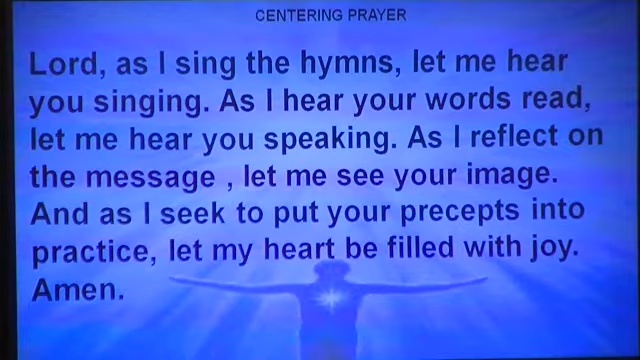 CENTERING PRAYER
Lord, as I sing the hymns, let me hear
you singing. As I hear your words read,
let me hear you speaking. As I reflect on
the message , let me see your image.
And as I seek to put your precepts into
practice, let my heart be filled with joy.
Amen.